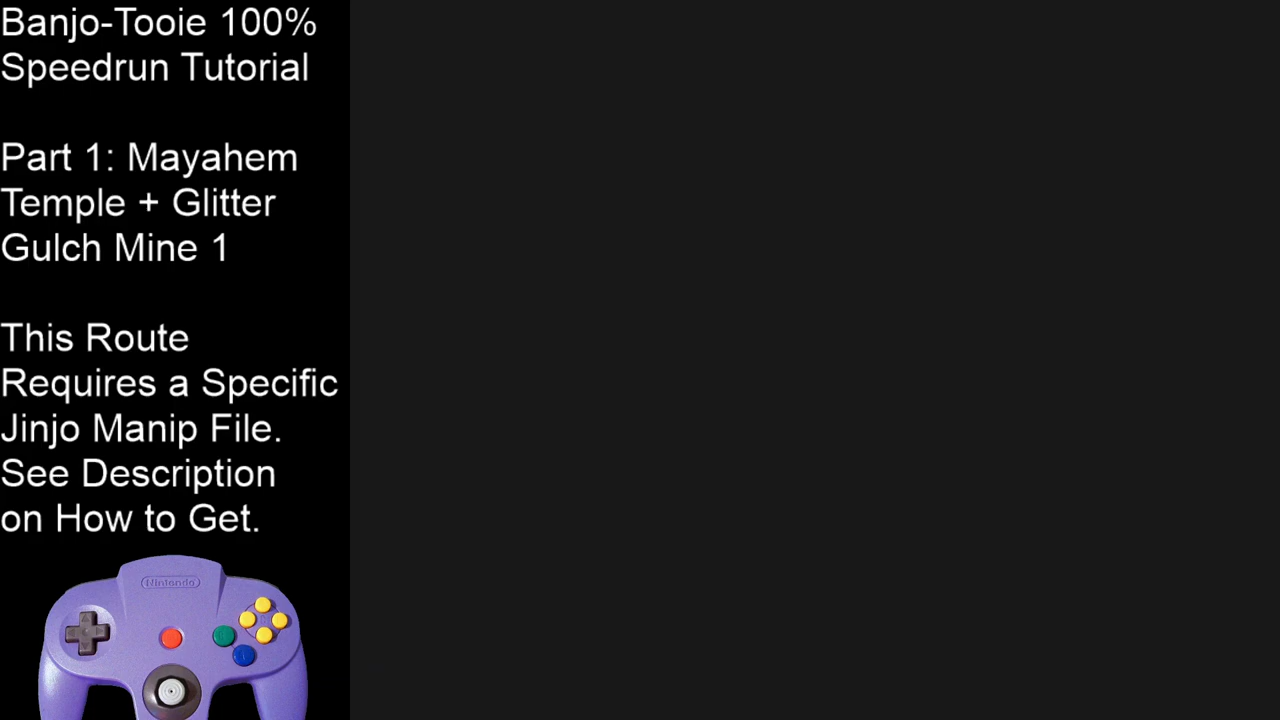 Banjo-Tooie 100%
Speedrun Tutorial
Part 1: Mayahem
Temple + Glitter
Gulch Mine 1
This Route
Requires a Specific
Jinjo Manip File.
See Description
on How to Get.
Nintendo